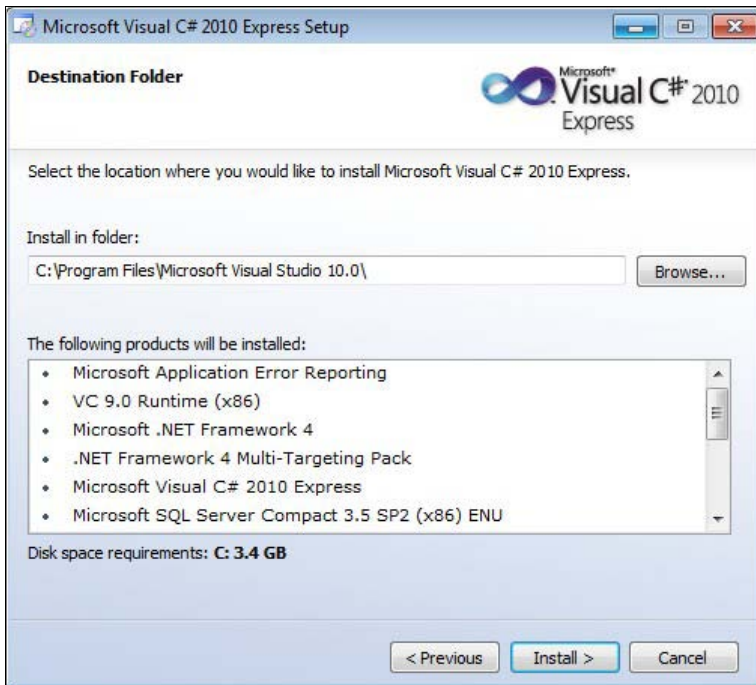 Microsoft Visual C# 2010 Express Setup
Destination Folder
Microsoft®
Visual C#® 2010
Express
Select the location where you would like to install Microsoft Visual C# 2010 Express.
Install in folder:
C:\Program Files\Microsoft Visual Studio 10.0\
Browse...
The following products will be installed:
• Microsoft Application Error Reporting
• VC 9.0 Runtime (x86)
• Microsoft .NET Framework 4
• .NET Framework 4 Multi-Targeting Pack
• Microsoft Visual C# 2010 Express
• Microsoft SQL Server Compact 3.5 SP2 (x86) ENU
Disk space requirements: C: 3.4 GB
< Previous
Install >
Cancel